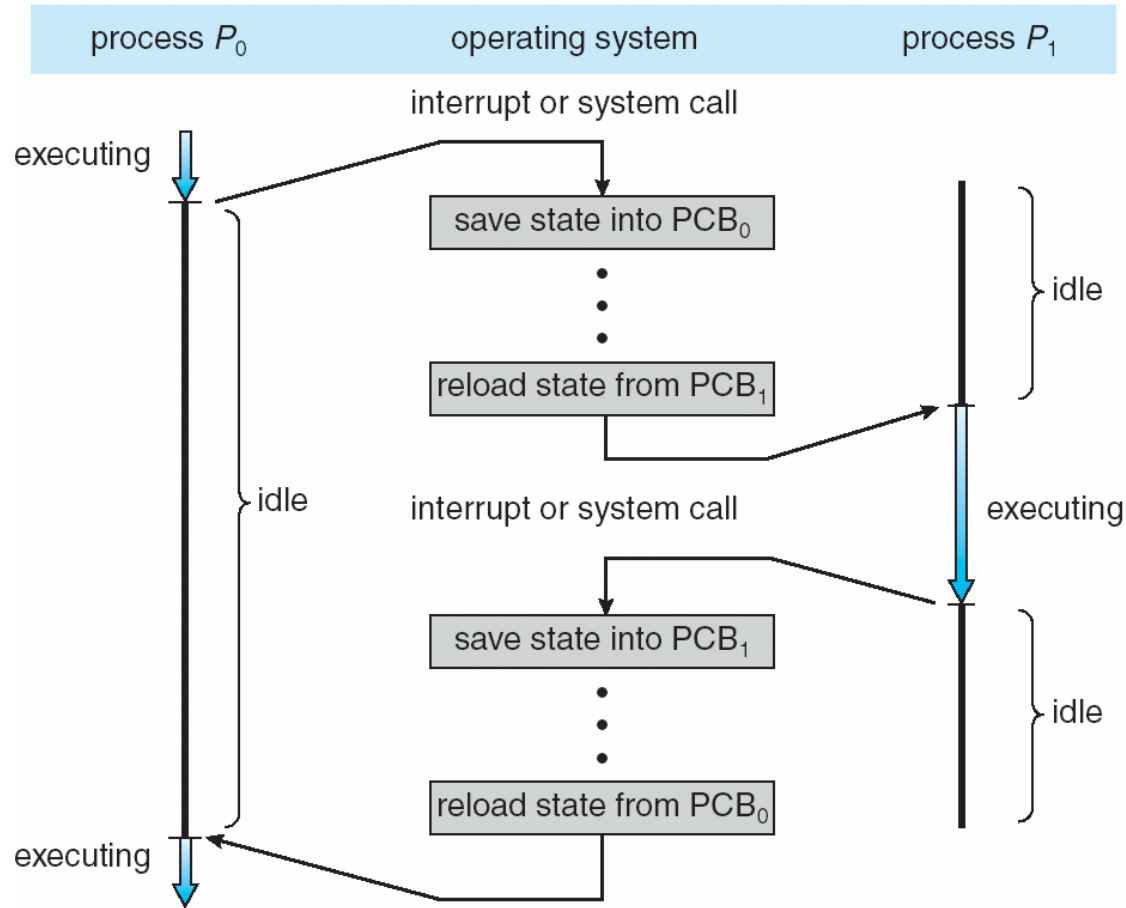 process P₀ operating system process P₁
interrupt or system call
executing
save state into PCB₀
idle
reload state from PCB₁
idle
interrupt or system call
executing
save state into PCB₁
idle
reload state from PCB₀
executing